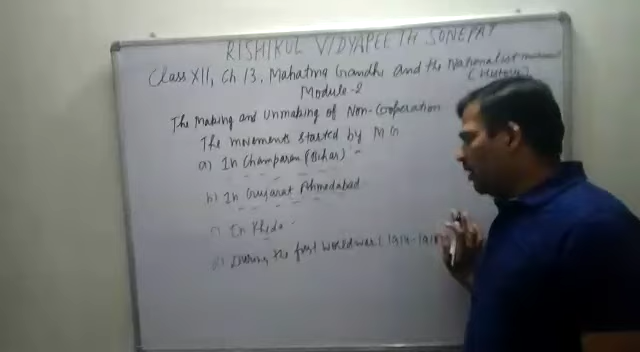 RISHIKUL VIDYAPEETH SONEPAT
Class XII, Ch 13, Mahatma Gandhi and the Nationalist
(History)
Module-2
The Making and Unmaking of Non-Cooperation
The movements started by M G
a) In Champaran (Bihar) -
b) In Gujarat Ahmedabad
c) In Kheda
d) During the first world war (1914-1918